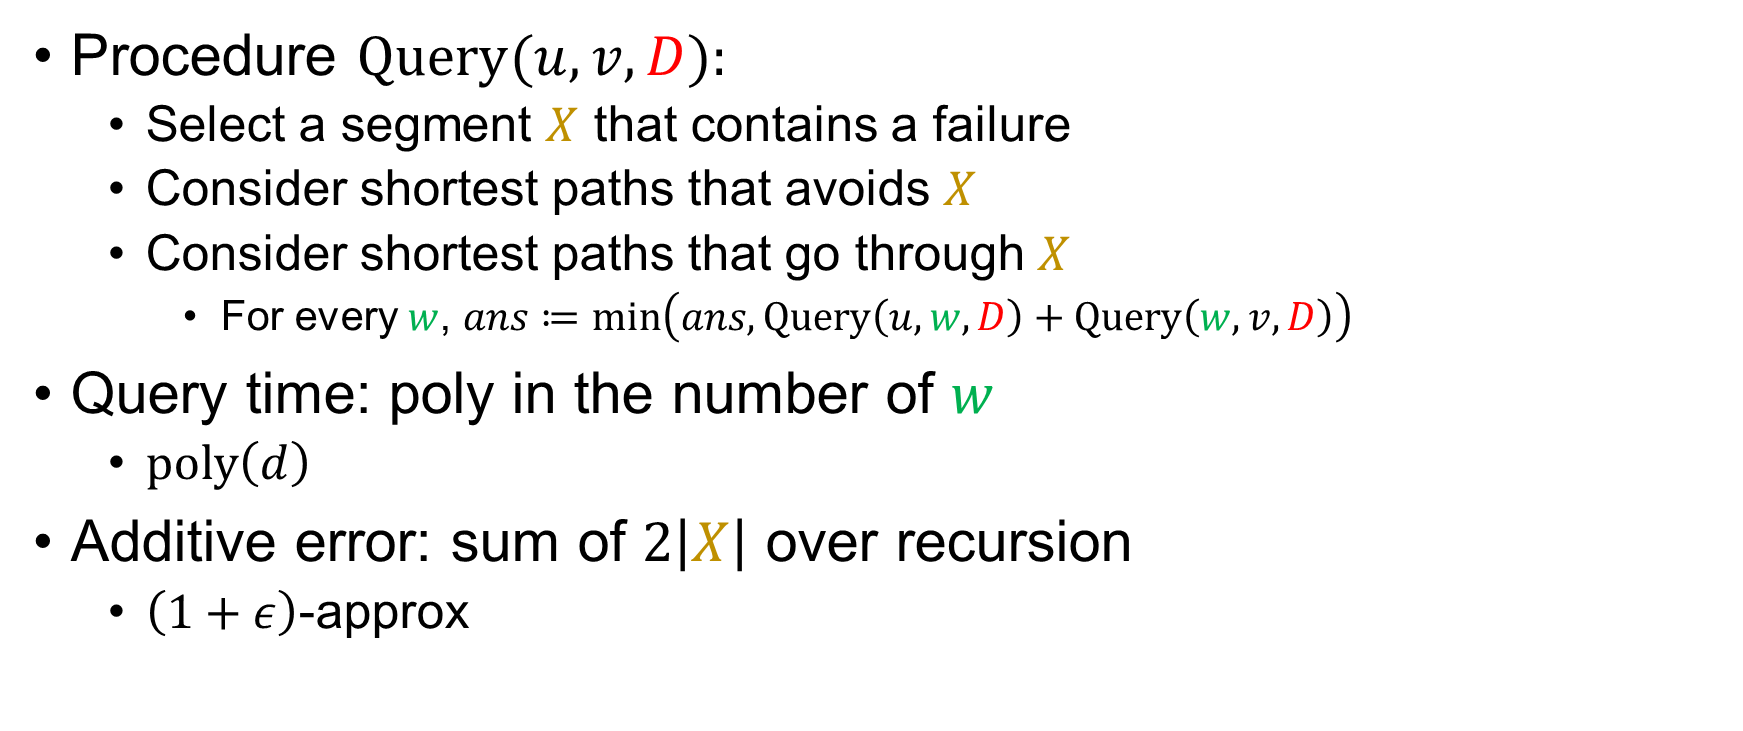 • Procedure Query(u, v, D):
• Select a segment X that contains a failure
• Consider shortest paths that avoids X
• Consider shortest paths that go through X
• For every w, ans ≔ min(ans, Query(u, w, D) + Query(w, v, D))
• Query time: poly in the number of w
• poly(d)
• Additive error: sum of 2|X| over recursion
• (1 + ϵ)-approx